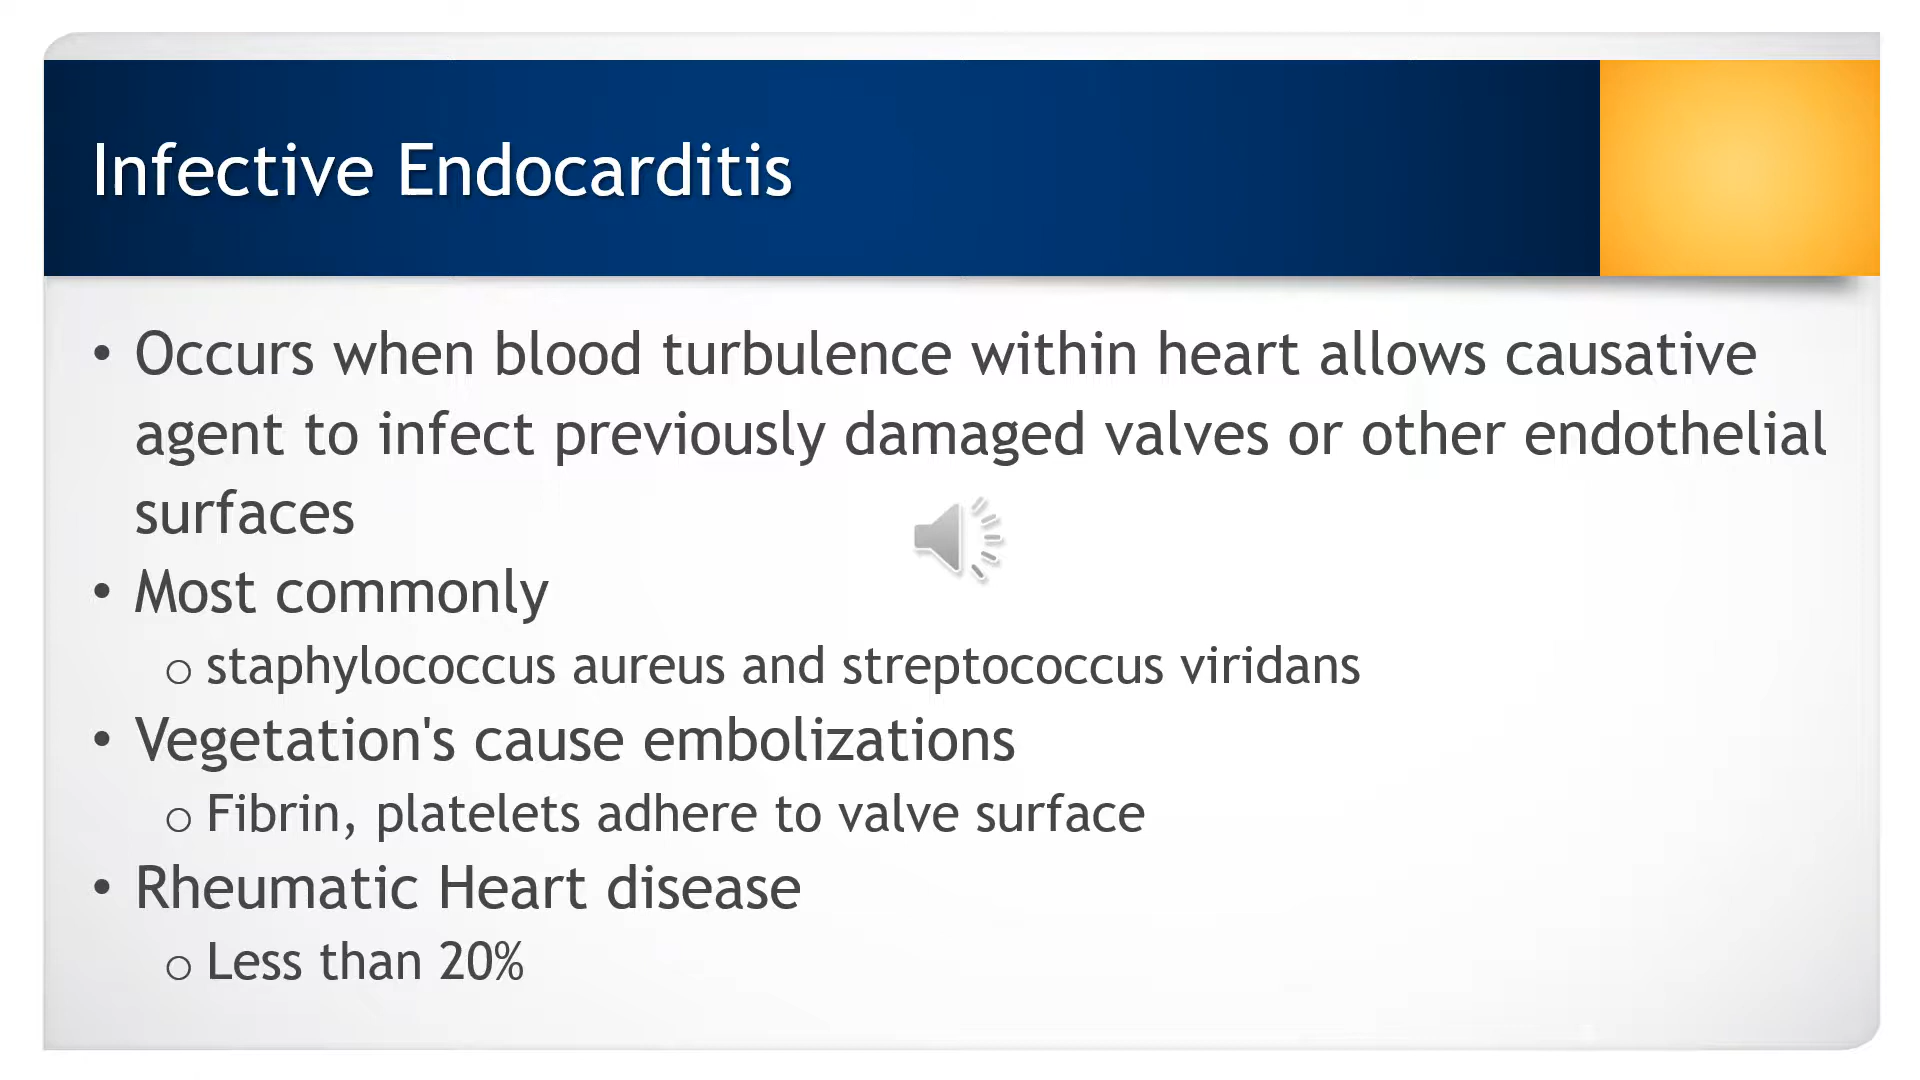 Infective Endocarditis
• Occurs when blood turbulence within heart allows causative
agent to infect previously damaged valves or other endothelial
surfaces
• Most commonly
o staphylococcus aureus and streptococcus viridans
• Vegetation's cause embolizations
o Fibrin, platelets adhere to valve surface
• Rheumatic Heart disease
o Less than 20%